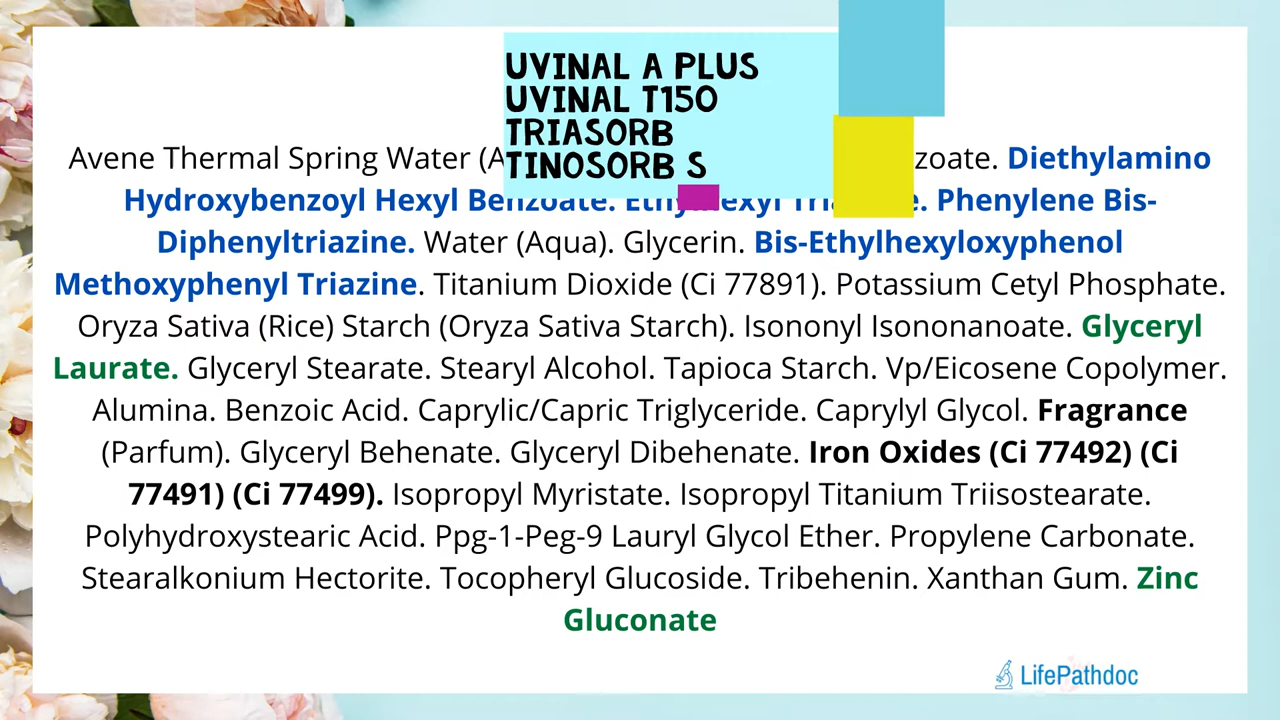 UVINAL A PLUS
UVINAL T150
TRIASORB
TINOSORB S
Avene Thermal Spring Water (A zoate. Diethylamino
Hydroxybenzoyl Hexyl Benzoate. Phenylene Bis-
Diphenyltriazine. Water (Aqua). Glycerin. Bis-Ethylhexyloxyphenol
Methoxyphenyl Triazine. Titanium Dioxide (Ci 77891). Potassium Cetyl Phosphate.
Oryza Sativa (Rice) Starch (Oryza Sativa Starch). Isononyl Isononanoate. Glyceryl
Laurate. Glyceryl Stearate. Stearyl Alcohol. Tapioca Starch. Vp/Eicosene Copolymer.
Alumina. Benzoic Acid. Caprylic/Capric Triglyceride. Caprylyl Glycol. Fragrance
(Parfum). Glyceryl Behenate. Glyceryl Dibehenate. Iron Oxides (Ci 77492) (Ci
77491) (Ci 77499). Isopropyl Myristate. Isopropyl Titanium Triisostearate.
Polyhydroxystearic Acid. Ppg-1-Peg-9 Lauryl Glycol Ether. Propylene Carbonate.
Stearalkonium Hectorite. Tocopheryl Glucoside. Tribehenin. Xanthan Gum. Zinc
Gluconate
LifePathdoc